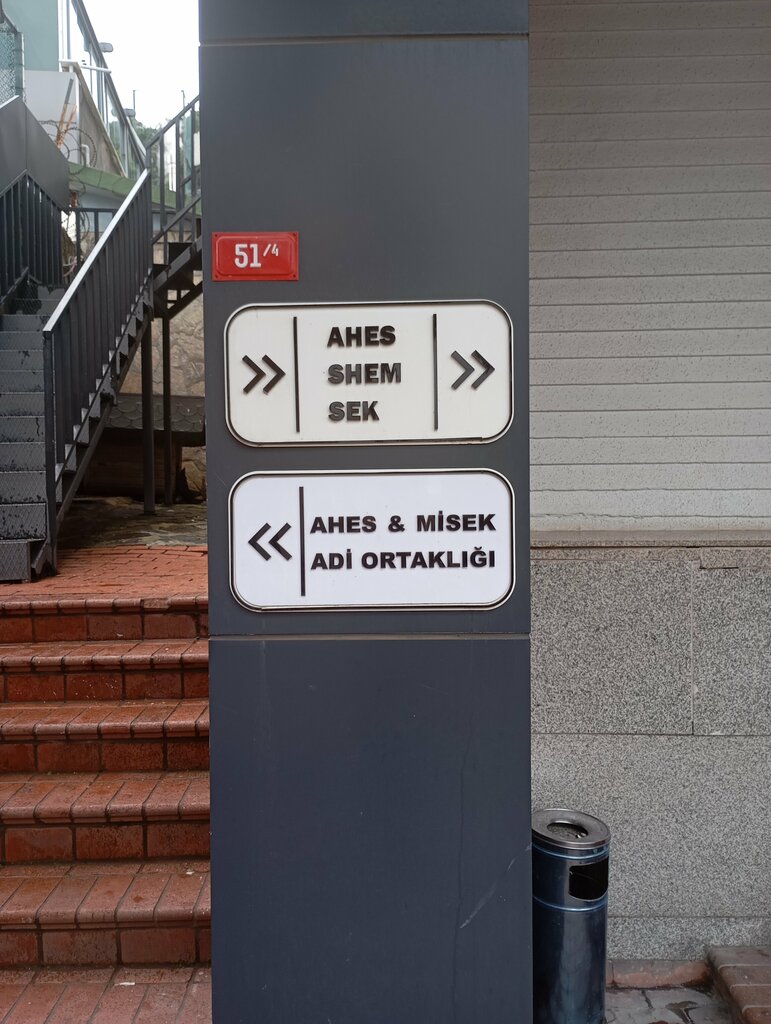 51/4
AHES
SHEM
SEK
AHES & MİSEK
ADİ ORTAKLIĞI